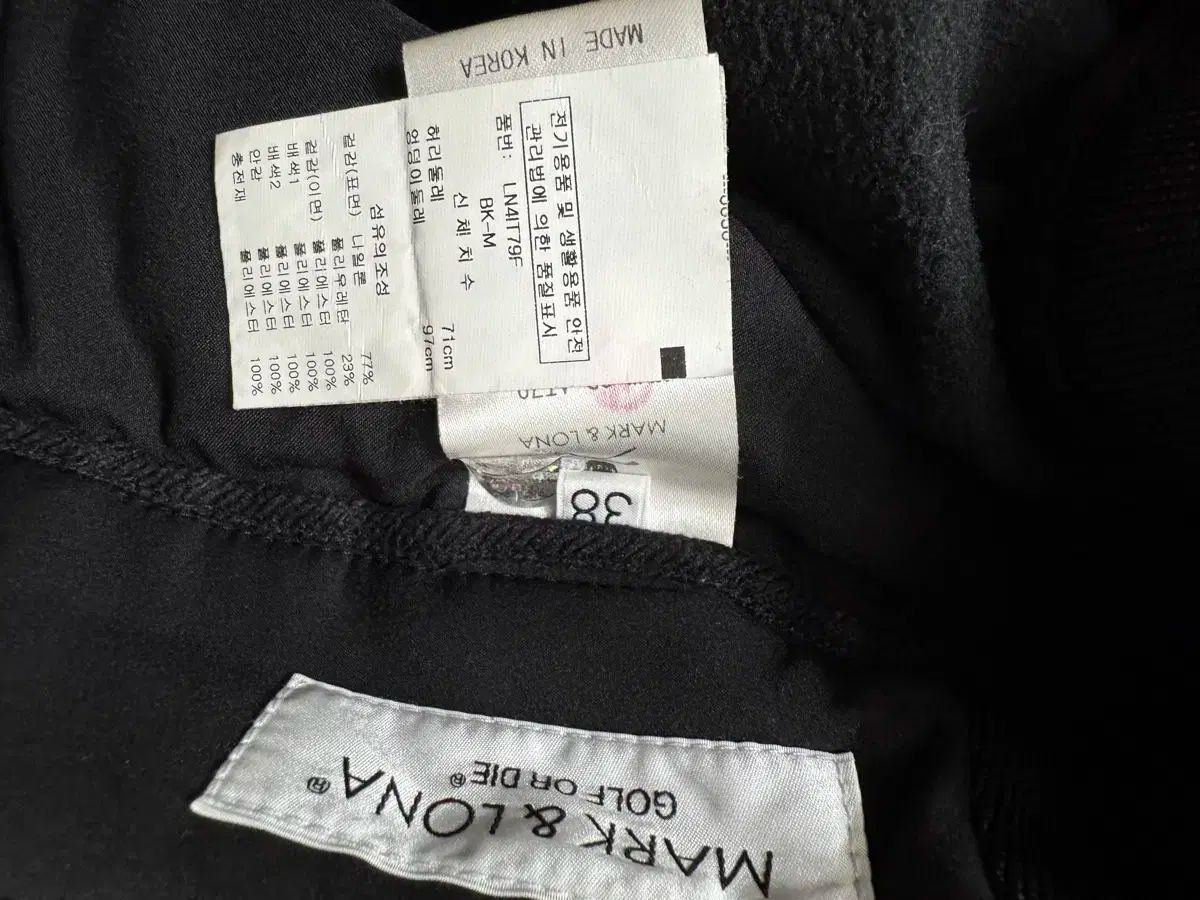 MADE IN KOREA
전기용품 및 생활용품 안전
관리법에 의한 품질표시
품번: LN4IT79F
BK-M
신 체 치 수
허리둘레 71cm
엉덩이둘레 97cm
섬유의조성
겉감(표면) 나일론 77%
폴리우레탄 23%
겉감(이면) 폴리에스터 100%
배색1 폴리에스터 100%
배색2 폴리에스터 100%
안감 폴리에스터 100%
충전재 폴리에스터 100%
MARK & LONA
38
MARK & LONA®
GOLF OR DIE®